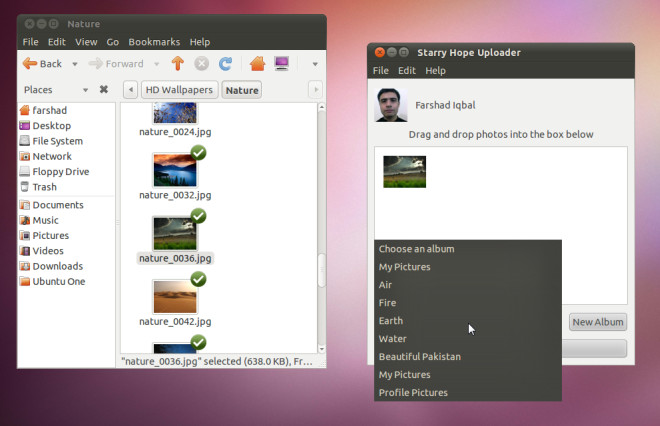 Nature
File Edit View Go Bookmarks Help
Back Forward
Places
HD Wallpapers Nature
farshad
Desktop
File System
Network
Floppy Drive
Trash
Documents
Music
Pictures
Videos
Downloads
Ubuntu One
nature_0024.jpg
nature_0032.jpg
nature_0036.jpg
nature_0042.jpg
"nature_0036.jpg" selected (638.0 KB), Fr...
Starry Hope Uploader
File Edit Help
Farshad Iqbal
Drag and drop photos into the box below
Choose an album
My Pictures
Air
Fire
Earth
Water
Beautiful Pakistan
My Pictures
Profile Pictures
New Album